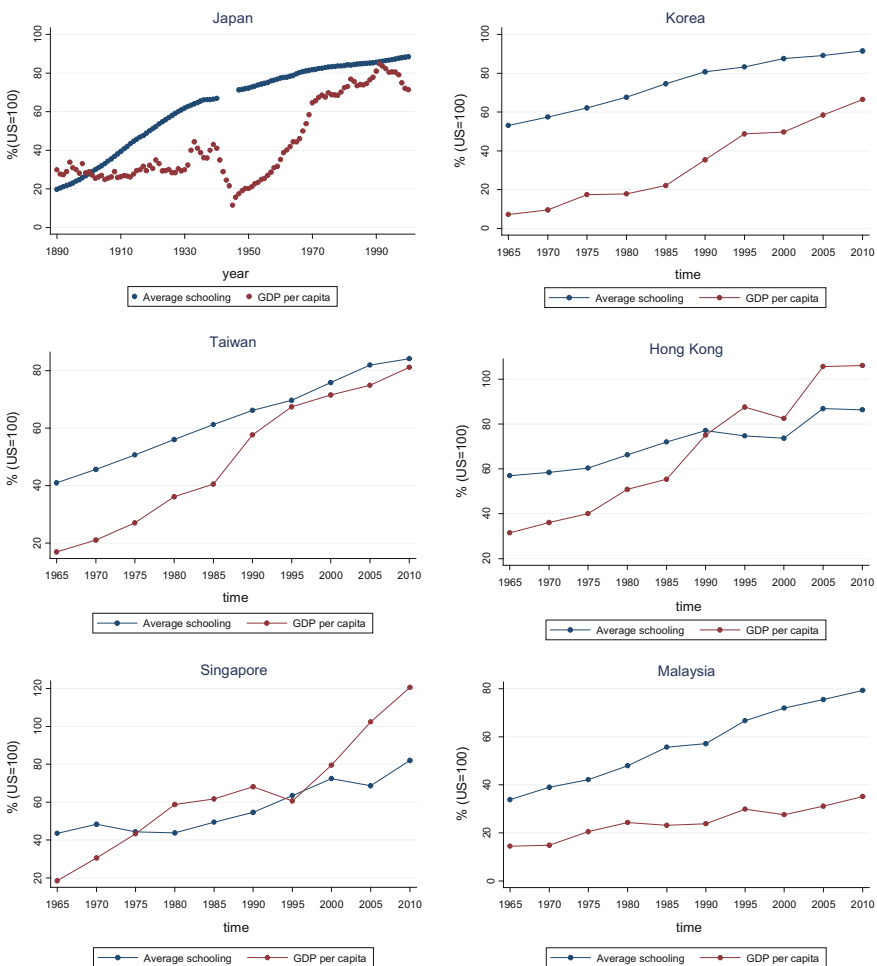 Japan
%(US=100)
100
80
60
40
20
0
1890 1910 1930 1950 1970 1990
year
Average schooling GDP per capita
Korea
% (US=100)
100
80
60
40
20
0
1965 1970 1975 1980 1985 1990 1995 2000 2005 2010
time
Average schooling GDP per capita
Taiwan
% (US=100)
80
60
40
20
1965 1970 1975 1980 1985 1990 1995 2000 2005 2010
time
Average schooling GDP per capita
Hong Kong
% (US=100)
100
80
60
40
20
1965 1970 1975 1980 1985 1990 1995 2000 2005 2010
time
Average schooling GDP per capita
Singapore
% (US=100)
120
100
80
60
40
20
1965 1970 1975 1980 1985 1990 1995 2000 2005 2010
time
Average schooling GDP per capita
Malaysia
% (US=100)
80
60
40
20
0
1965 1970 1975 1980 1985 1990 1995 2000 2005 2010
time
Average schooling GDP per capita